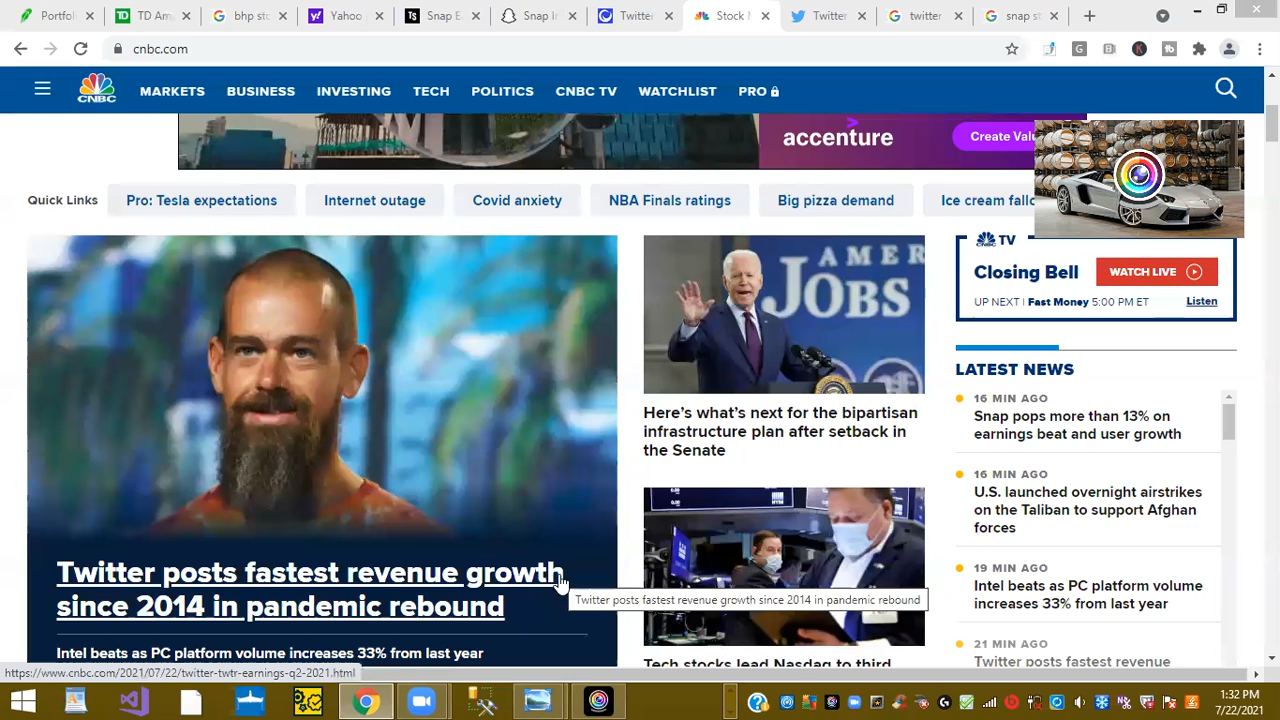 Portfol
TD Am
bhp sto
Yahoo
Snap E
Snap In
Twitte
Stock M
Twitter
twitter
snap st
cnbc.com
CNBC
MARKETS
BUSINESS
INVESTING
TECH
POLITICS
CNBC TV
WATCHLIST
PRO
accenture
Create Valu
Quick Links
Pro: Tesla expectations
Internet outage
Covid anxiety
NBA Finals ratings
Big pizza demand
Ice cream fallo
AMER
JOBS
TV
Closing Bell
WATCH LIVE
UP NEXT | Fast Money 5:00 PM ET
Listen
LATEST NEWS
16 MIN AGO
Snap pops more than 13% on
earnings beat and user growth
16 MIN AGO
U.S. launched overnight airstrikes
on the Taliban to support Afghan
forces
19 MIN AGO
Intel beats as PC platform volume
increases 33% from last year
21 MIN AGO
Twitter posts fastest revenue
Here's what's next for the bipartisan
infrastructure plan after setback in
the Senate
Tech stocks lead Nasdaq to third
Twitter posts fastest revenue growth
since 2014 in pandemic rebound
Twitter posts fastest revenue growth since 2014 in pandemic rebound
Intel beats as PC platform volume increases 33% from last year
https://www.cnbc.com/2021/07/22/twitter-twtr-earnings-q2-2021.html
1:32 PM
7/22/2021